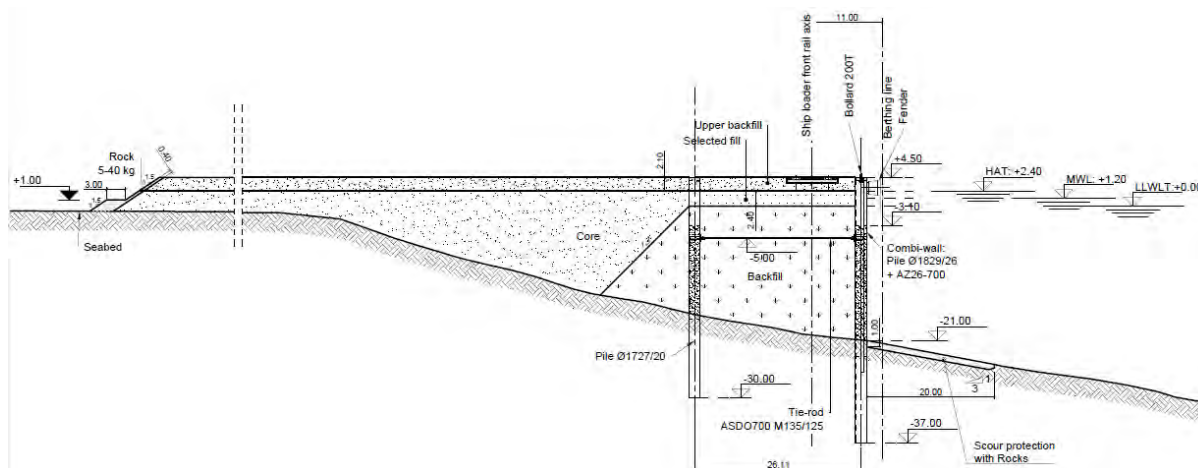 11.00
Ship loader front rail axis
Bollard 200T
Berthing line
Fender
Upper backfill
Selected fill
Rock
5-40 kg
0.40
1.5
2.10
+4.50
HAT: +2.40
MWL: +1.20
LLWLT: +0.00
+1.00
3.00
2.40
-3.40
Seabed
Core
-5.00
Backfill
Combi-wall:
Pile Ø1829/26
+ AZ26-700
-21.00
1.00
Pile Ø1727/20
-30.00
1
3
20.00
Tie-rod
ASDO700 M135/125
-37.00
Scour protection
with Rocks
26.11